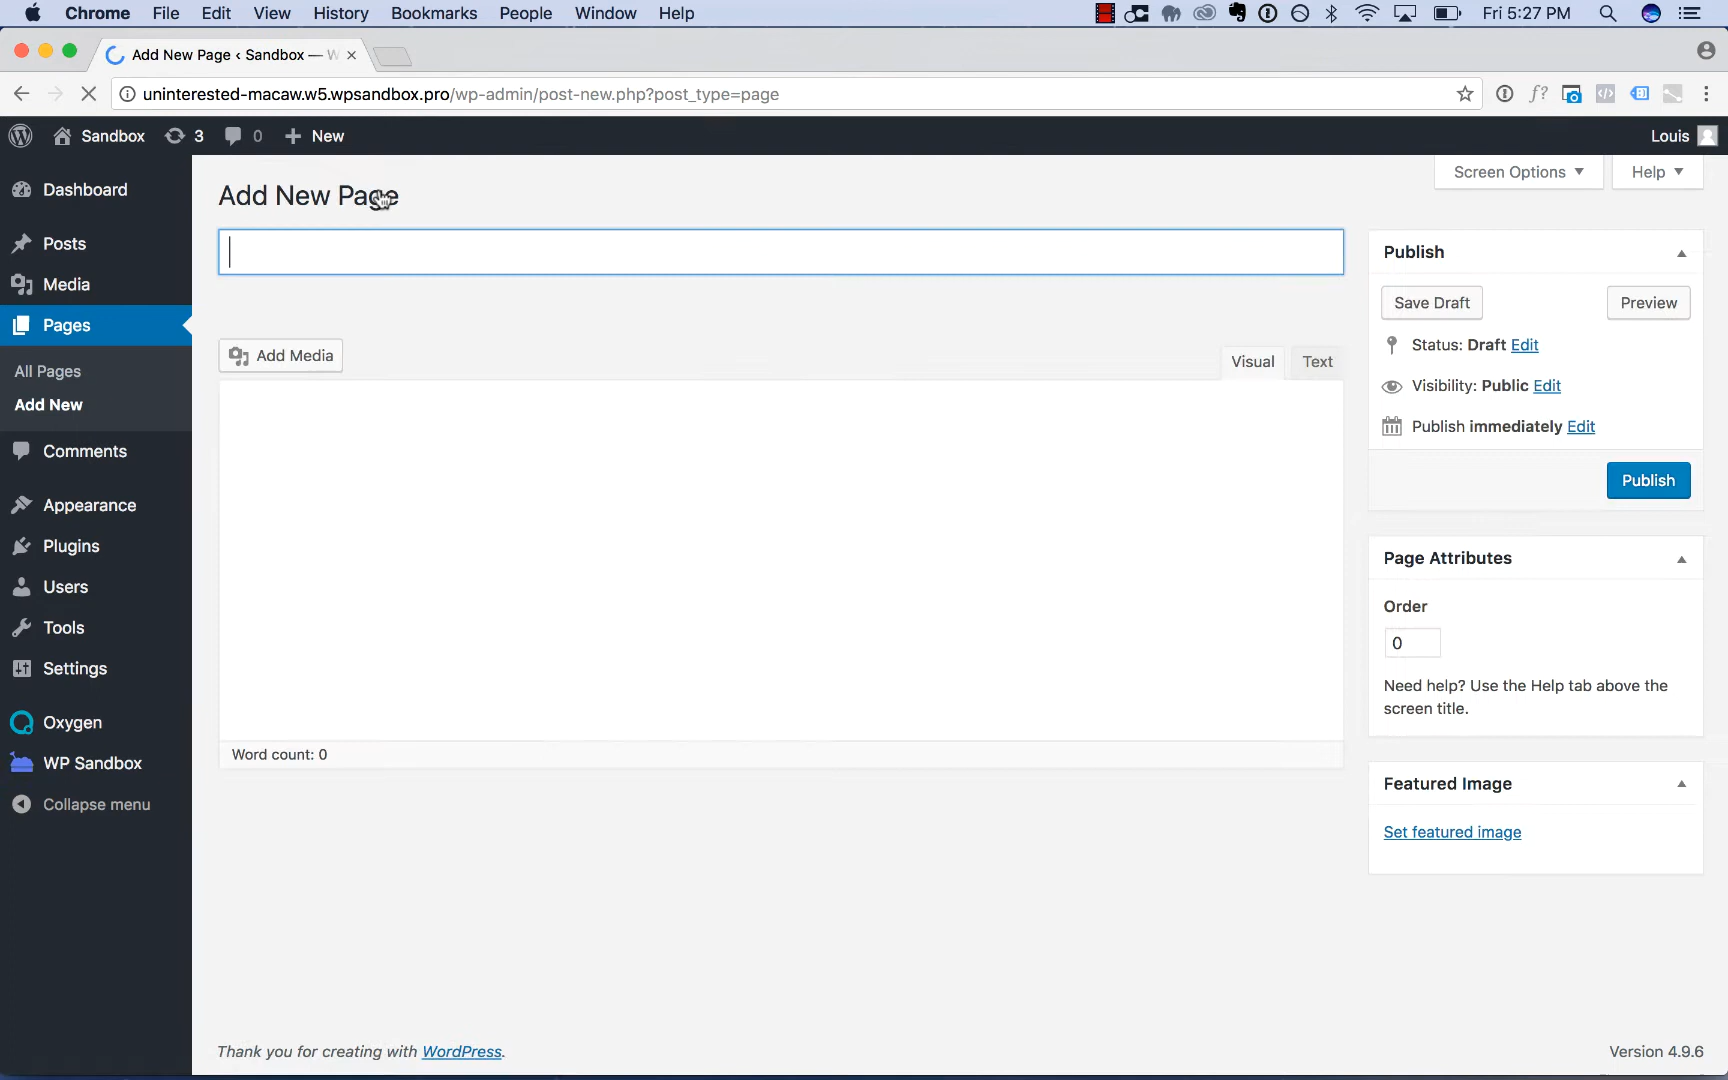 Chrome File Edit View History Bookmarks People Window Help Fri 5:27 PM
Add New Page ‹ Sandbox — W
uninterested-macaw.w5.wpsandbox.pro/wp-admin/post-new.php?post_type=page
f?
Sandbox 3 0 New Louis
Screen Options Help
Dashboard
Posts
Media
Pages
All Pages
Add New
Comments
Appearance
Plugins
Users
Tools
Settings
Oxygen
WP Sandbox
Collapse menu
Add New Page
Add Media
Visual Text
Word count: 0
Publish
Save Draft Preview
Status: Draft Edit
Visibility: Public Edit
Publish immediately Edit
Publish
Page Attributes
Order
0
Need help? Use the Help tab above the
screen title.
Featured Image
Set featured image
Thank you for creating with WordPress.
Version 4.9.6